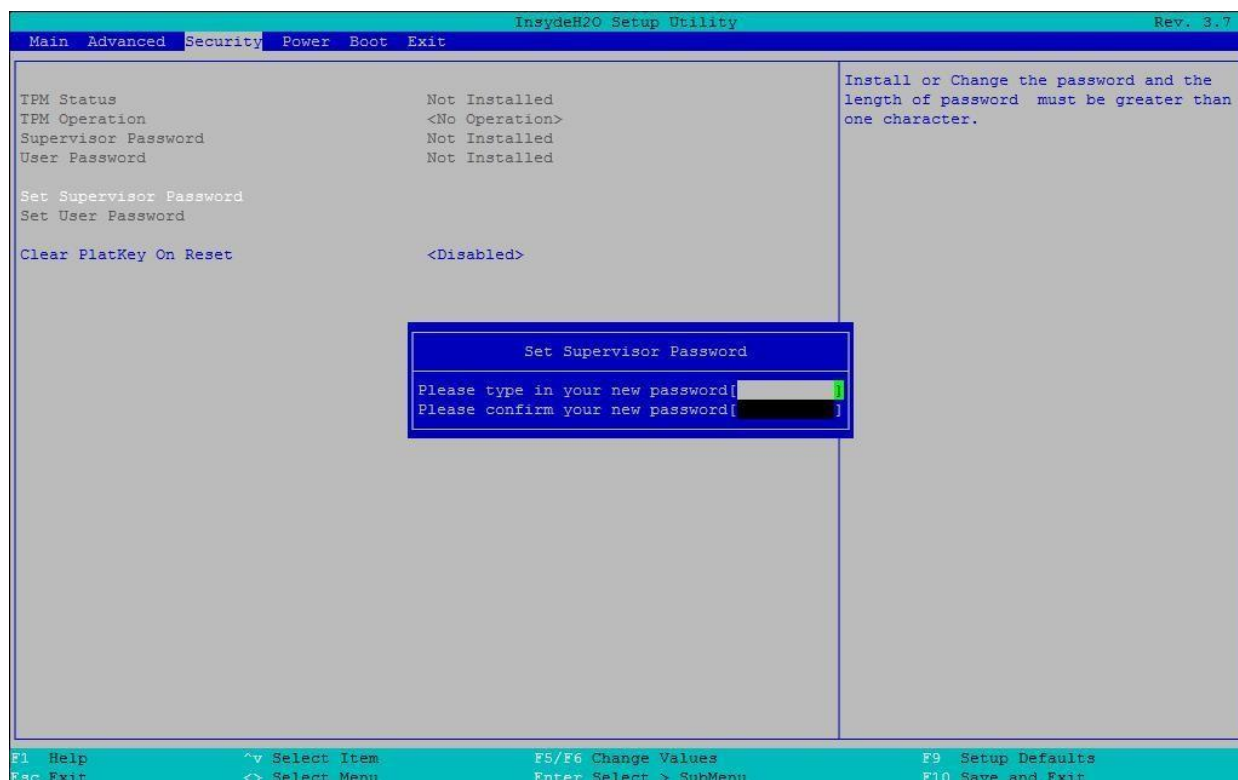 InsydeH2O Setup Utility Rev. 3.7
Main Advanced Security Power Boot Exit
TPM Status Not Installed
TPM Operation <No Operation>
Supervisor Password Not Installed
User Password Not Installed
Set Supervisor Password
Set User Password
Clear PlatKey On Reset <Disabled>
Install or Change the password and the
length of password must be greater than
one character.
Set Supervisor Password
Please type in your new password[ ]
Please confirm your new password[ ]
F1 Help ^v Select Item F5/F6 Change Values F9 Setup Defaults
Esc Exit <> Select Menu Enter Select > SubMenu F10 Save and Exit